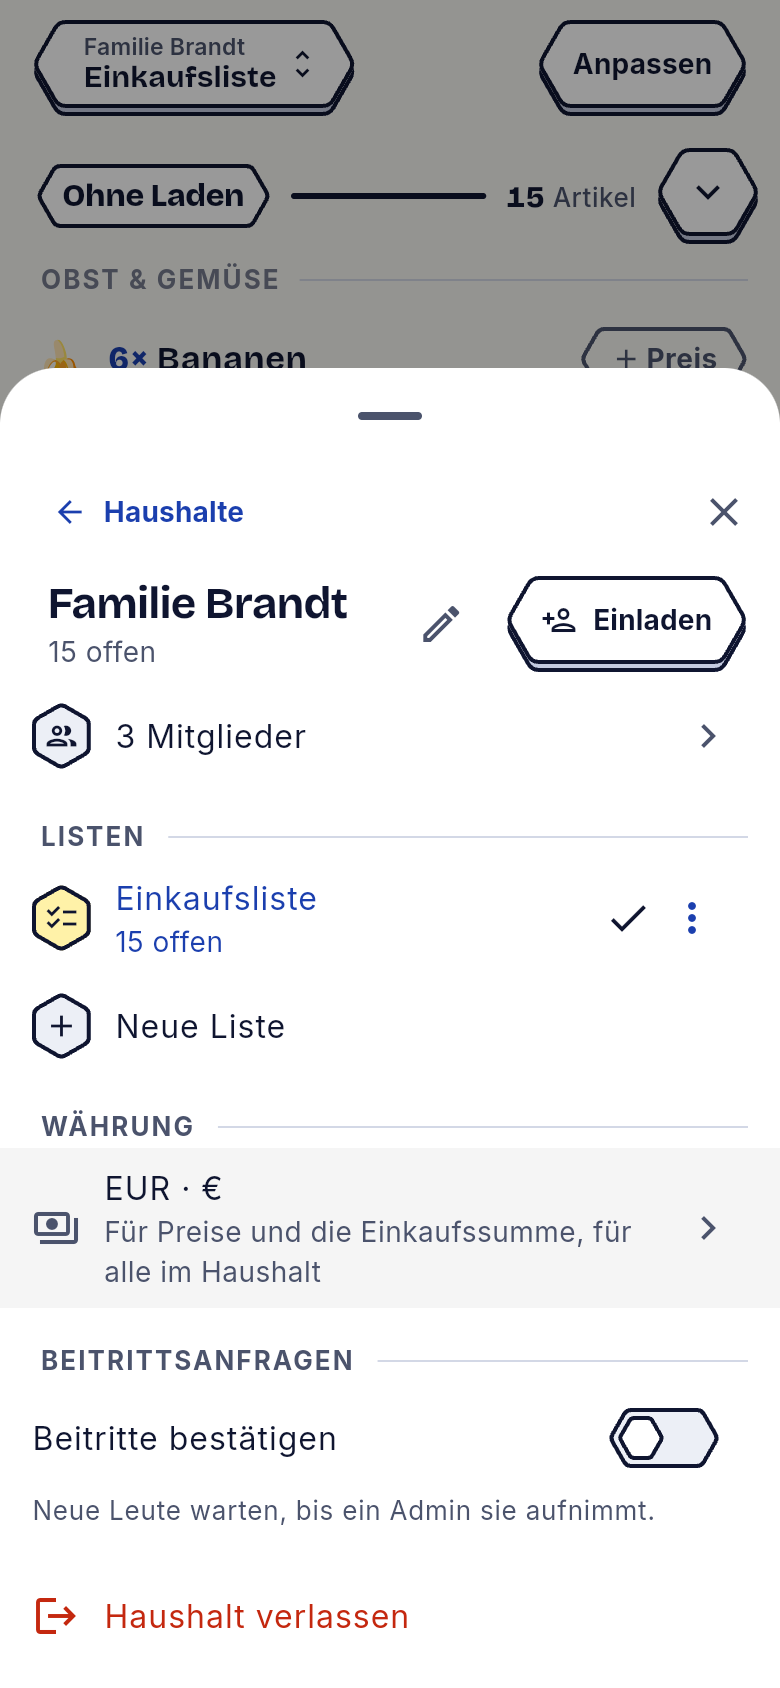 Familie Brandt
Einkaufsliste
Anpassen
Ohne Laden
15 Artikel
OBST & GEMÜSE
6× Bananen
+ Preis
Haushalte
Familie Brandt
15 offen
Einladen
3 Mitglieder
LISTEN
Einkaufsliste
15 offen
Neue Liste
WÄHRUNG
EUR · €
Für Preise und die Einkaufssumme, für
alle im Haushalt
BEITRITTSANFRAGEN
Beitritte bestätigen
Neue Leute warten, bis ein Admin sie aufnimmt.
Haushalt verlassen